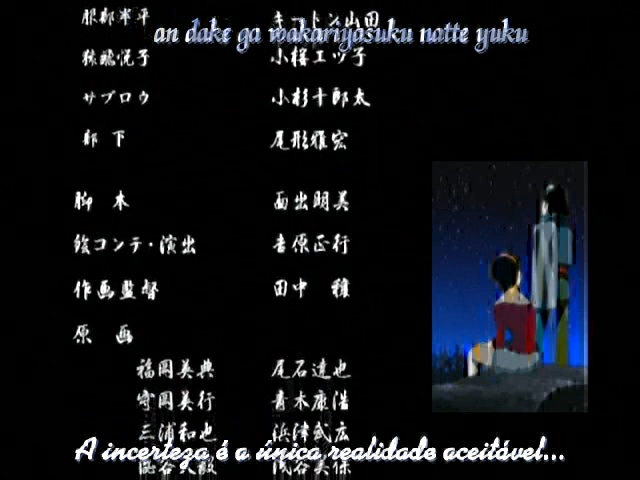 服部半平 キートン山田
an dake ga wakariyasuku natte yuku
猿飛悦子 小桜エツ子
サブロウ 小杉十郎太
部下 尾形雅宏
脚本 西出明美
絵コンテ・演出 吉原正行
作画監督 田中 雅
原画
福岡美典 尾石達也
守岡美行 青木康浩
三浦和也 浜津武広
A incerteza é a única realidade aceitável...